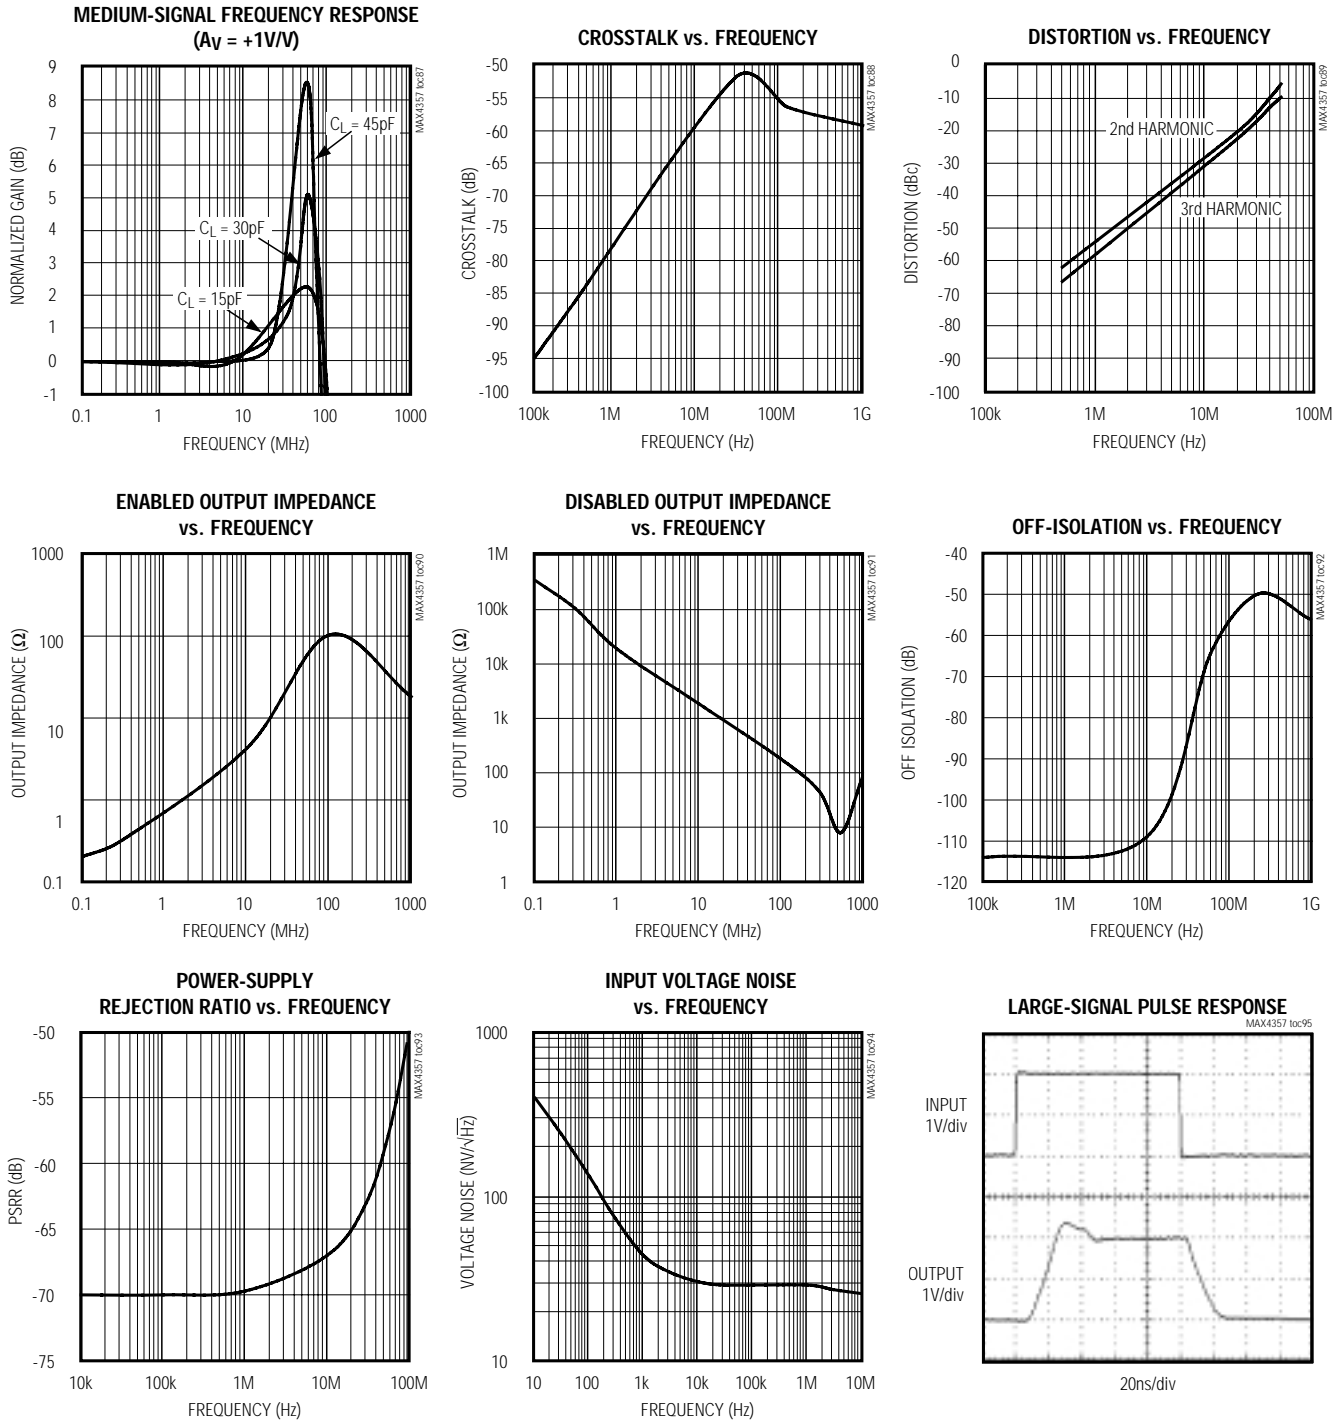 MEDIUM-SIGNAL FREQUENCY RESPONSE
(AV = +1V/V)
MAX4357 toc87
NORMALIZED GAIN (dB)
9
8
7
6
5
4
3
2
1
0
-1
CL = 45pF
CL = 30pF
CL = 15pF
0.1 1 10 100 1000
FREQUENCY (MHz)
CROSSTALK vs. FREQUENCY
MAX4357 toc88
CROSSTALK (dB)
-50
-55
-60
-65
-70
-75
-80
-85
-90
-95
-100
100k 1M 10M 100M 1G
FREQUENCY (Hz)
DISTORTION vs. FREQUENCY
MAX4357 toc89
DISTORTION (dBc)
0
-10
-20
-30
-40
-50
-60
-70
-80
-90
-100
2nd HARMONIC
3rd HARMONIC
100k 1M 10M 100M
FREQUENCY (Hz)
ENABLED OUTPUT IMPEDANCE
vs. FREQUENCY
MAX4357 toc90
OUTPUT IMPEDANCE (Ω)
1000
100
10
1
0.1
0.1 1 10 100 1000
FREQUENCY (MHz)
DISABLED OUTPUT IMPEDANCE
vs. FREQUENCY
MAX4357 toc91
OUTPUT IMPEDANCE (Ω)
1M
100k
10k
1k
100
10
1
0.1 1 10 100 1000
FREQUENCY (MHz)
OFF-ISOLATION vs. FREQUENCY
MAX4357 toc92
OFF ISOLATION (dB)
-40
-50
-60
-70
-80
-90
-100
-110
-120
100k 1M 10M 100M 1G
FREQUENCY (Hz)
POWER-SUPPLY
REJECTION RATIO vs. FREQUENCY
MAX4357 toc93
PSRR (dB)
-50
-55
-60
-65
-70
-75
10k 100k 1M 10M 100M
FREQUENCY (Hz)
INPUT VOLTAGE NOISE
vs. FREQUENCY
MAX4357 toc94
VOLTAGE NOISE (NV/√Hz)
1000
100
10
10 100 1k 10k 100k 1M 10M
FREQUENCY (Hz)
LARGE-SIGNAL PULSE RESPONSE
MAX4357 toc95
INPUT
1V/div
OUTPUT
1V/div
20ns/div